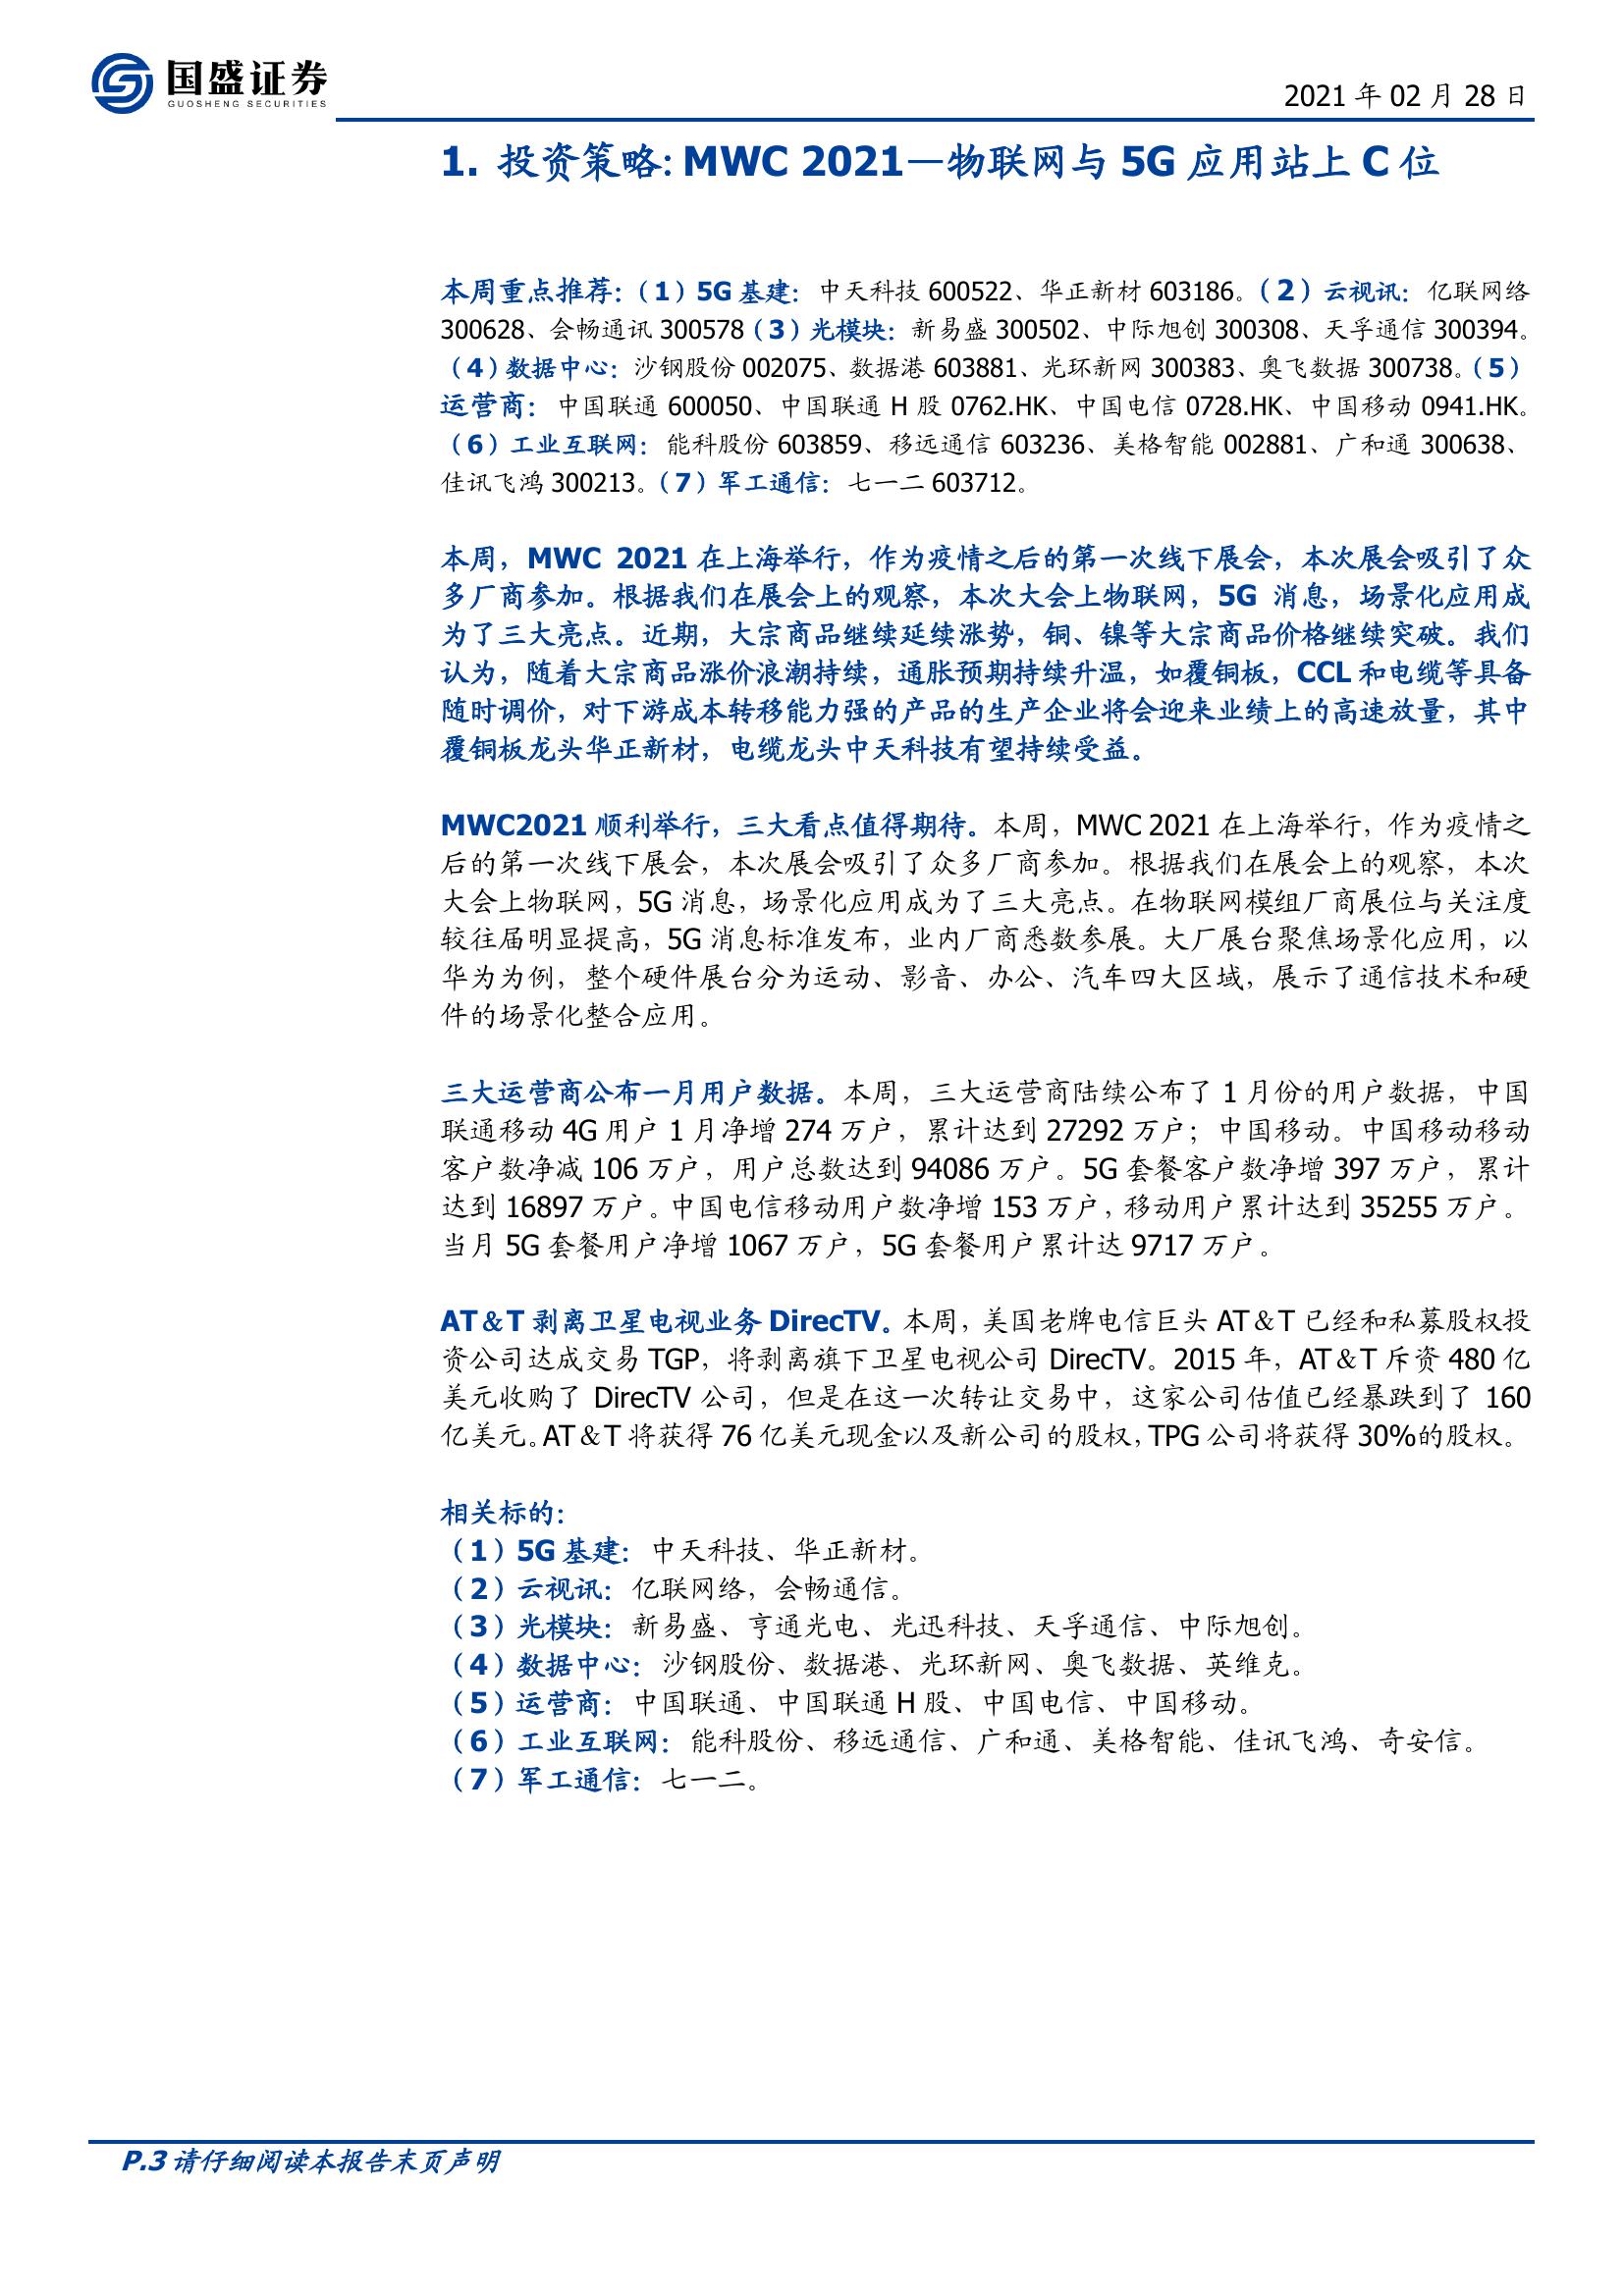 国盛证券
GUOSHENG SECURITIES
2021 年 02 月 28 日
1. 投资策略: MWC 2021—物联网与 5G 应用站上 C 位
本周重点推荐：（1）5G 基建：中天科技 600522、华正新材 603186。（2）云视讯：亿联网络
300628、会畅通讯 300578（3）光模块：新易盛 300502、中际旭创 300308、天孚通信 300394。
（4）数据中心：沙钢股份 002075、数据港 603881、光环新网 300383、奥飞数据 300738。（5）
运营商：中国联通 600050、中国联通 H 股 0762.HK、中国电信 0728.HK、中国移动 0941.HK。
（6）工业互联网：能科股份 603859、移远通信 603236、美格智能 002881、广和通 300638、
佳讯飞鸿 300213。（7）军工通信：七一二 603712。
本周，MWC 2021 在上海举行，作为疫情之后的第一次线下展会，本次展会吸引了众
多厂商参加。根据我们在展会上的观察，本次大会上物联网，5G 消息，场景化应用成
为了三大亮点。近期，大宗商品继续延续涨势，铜、镍等大宗商品价格继续突破。我们
认为，随着大宗商品涨价浪潮持续，通胀预期持续升温，如覆铜板，CCL 和电缆等具备
随时调价，对下游成本转移能力强的产品的生产企业将会迎来业绩上的高速放量，其中
覆铜板龙头华正新材，电缆龙头中天科技有望持续受益。
MWC2021 顺利举行，三大看点值得期待。本周，MWC 2021 在上海举行，作为疫情之
后的第一次线下展会，本次展会吸引了众多厂商参加。根据我们在展会上的观察，本次
大会上物联网，5G 消息，场景化应用成为了三大亮点。在物联网模组厂商展位与关注度
较往届明显提高，5G 消息标准发布，业内厂商悉数参展。大厂展台聚焦场景化应用，以
华为为例，整个硬件展台分为运动、影音、办公、汽车四大区域，展示了通信技术和硬
件的场景化整合应用。
三大运营商公布一月用户数据。本周，三大运营商陆续公布了 1 月份的用户数据，中国
联通移动 4G 用户 1 月净增 274 万户，累计达到 27292 万户；中国移动。中国移动移动
客户数净减 106 万户，用户总数达到 94086 万户。5G 套餐客户数净增 397 万户，累计
达到 16897 万户。中国电信移动用户数净增 153 万户，移动用户累计达到 35255 万户。
当月 5G 套餐用户净增 1067 万户，5G 套餐用户累计达 9717 万户。
AT＆T 剥离卫星电视业务 DirecTV。本周，美国老牌电信巨头 AT＆T 已经和私募股权投
资公司达成交易 TGP，将剥离旗下卫星电视公司 DirecTV。2015 年，AT＆T 斥资 480 亿
美元收购了 DirecTV 公司，但是在这一次转让交易中，这家公司估值已经暴跌到了 160
亿美元。AT＆T 将获得 76 亿美元现金以及新公司的股权，TPG 公司将获得 30%的股权。
相关标的：
（1）5G 基建：中天科技、华正新材。
（2）云视讯：亿联网络，会畅通信。
（3）光模块：新易盛、亨通光电、光迅科技、天孚通信、中际旭创。
（4）数据中心：沙钢股份、数据港、光环新网、奥飞数据、英维克。
（5）运营商：中国联通、中国联通 H 股、中国电信、中国移动。
（6）工业互联网：能科股份、移远通信、广和通、美格智能、佳讯飞鸿、奇安信。
（7）军工通信：七一二。
P.3 请仔细阅读本报告末页声明